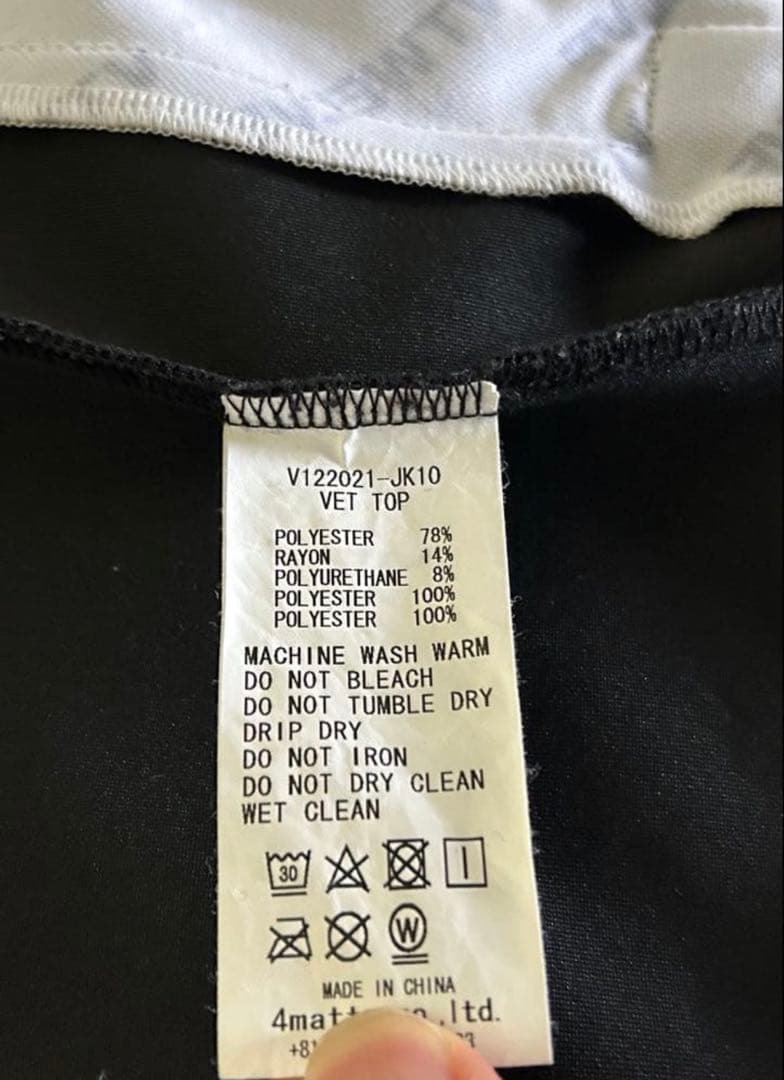 V122021-JK10
VET TOP
POLYESTER 78%
RAYON 14%
POLYURETHANE 8%
POLYESTER 100%
POLYESTER 100%
MACHINE WASH WARM
DO NOT BLEACH
DO NOT TUMBLE DRY
DRIP DRY
DO NOT IRON
DO NOT DRY CLEAN
WET CLEAN
30
W
MADE IN CHINA
ltd.